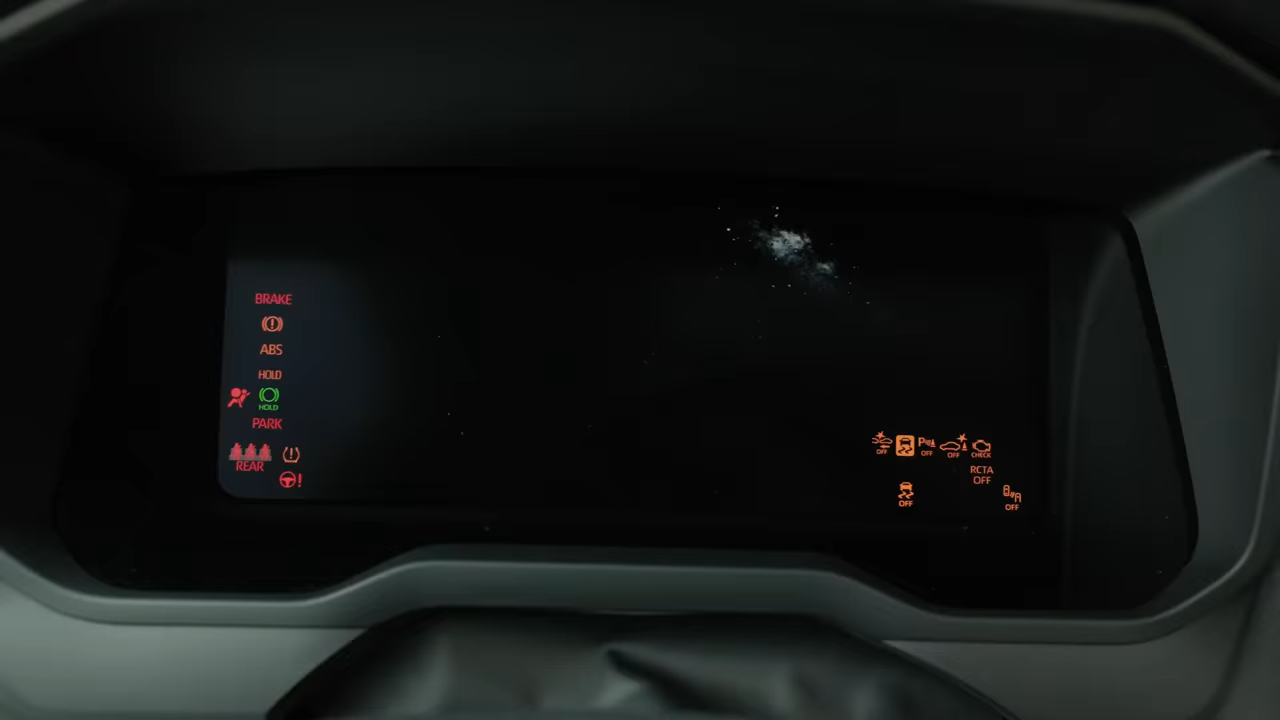 BRAKE
ABS
HOLD
HOLD
PARK
REAR
OFF
P OFF
OFF
CHECK
RCTA
OFF
OFF
OFF